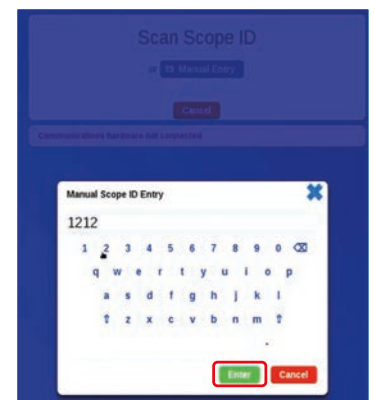 Scan Scope ID
or Manual Entry
Cancel
Communications hardware not connected
Manual Scope ID Entry
1212
1 2 3 4 5 6 7 8 9 0
q w e r t y u i o p
a s d f g h j k l
z x c v b n m
.
Enter Cancel